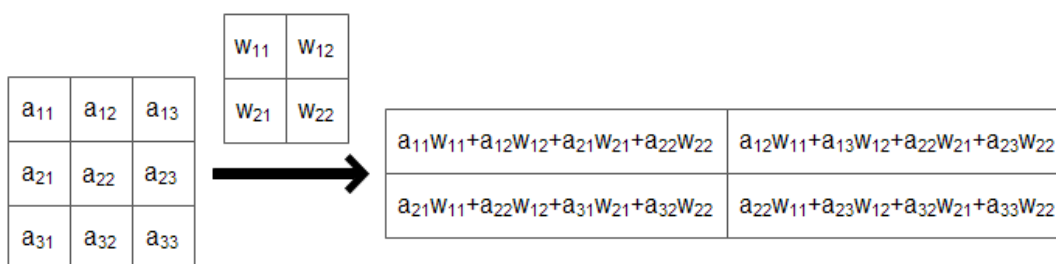 w₁₁ w₁₂
w₂₁ w₂₂
a₁₁ a₁₂ a₁₃
a₂₁ a₂₂ a₂₃
a₃₁ a₃₂ a₃₃
a₁₁w₁₁+a₁₂w₁₂+a₂₁w₂₁+a₂₂w₂₂ a₁₂w₁₁+a₁₃w₁₂+a₂₂w₂₁+a₂₃w₂₂
a₂₁w₁₁+a₂₂w₁₂+a₃₁w₂₁+a₃₂w₂₂ a₂₂w₁₁+a₂₃w₁₂+a₃₂w₂₁+a₃₃w₂₂